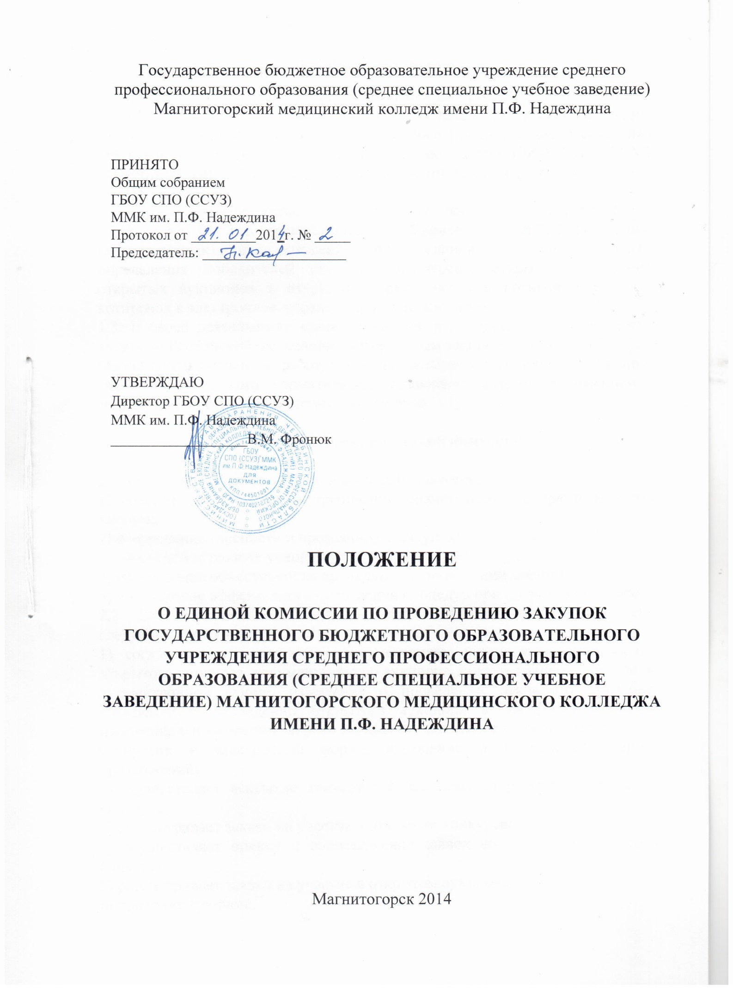 Государственное бюджетное образовательное учреждение среднего
профессионального образования (среднее специальное учебное заведение)
Магнитогорский медицинский колледж имени П.Ф. Надеждина
ПРИНЯТО
Общим собранием
ГБОУ СПО (ССУЗ)
ММК им. П.Ф. Надеждина
Протокол от 21. 01 2014г. № 2
Председатель:
УТВЕРЖДАЮ
Директор ГБОУ СПО (ССУЗ)
ММК им. П.Ф. Надеждина
В.М. Фронюк
ГБОУ
СПО (ССУЗ) ММК
им П Ф Надеждина
ДЛЯ
ДОКУМЕНТОВ
КПП 744501001
ПОЛОЖЕНИЕ
О ЕДИНОЙ КОМИССИИ ПО ПРОВЕДЕНИЮ ЗАКУПОК
ГОСУДАРСТВЕННОГО БЮДЖЕТНОГО ОБРАЗОВАТЕЛЬНОГО
УЧРЕЖДЕНИЯ СРЕДНЕГО ПРОФЕССИОНАЛЬНОГО
ОБРАЗОВАНИЯ (СРЕДНЕЕ СПЕЦИАЛЬНОЕ УЧЕБНОЕ
ЗАВЕДЕНИЕ) МАГНИТОГОРСКОГО МЕДИЦИНСКОГО КОЛЛЕДЖА
ИМЕНИ П.Ф. НАДЕЖДИНА
Магнитогорск 2014